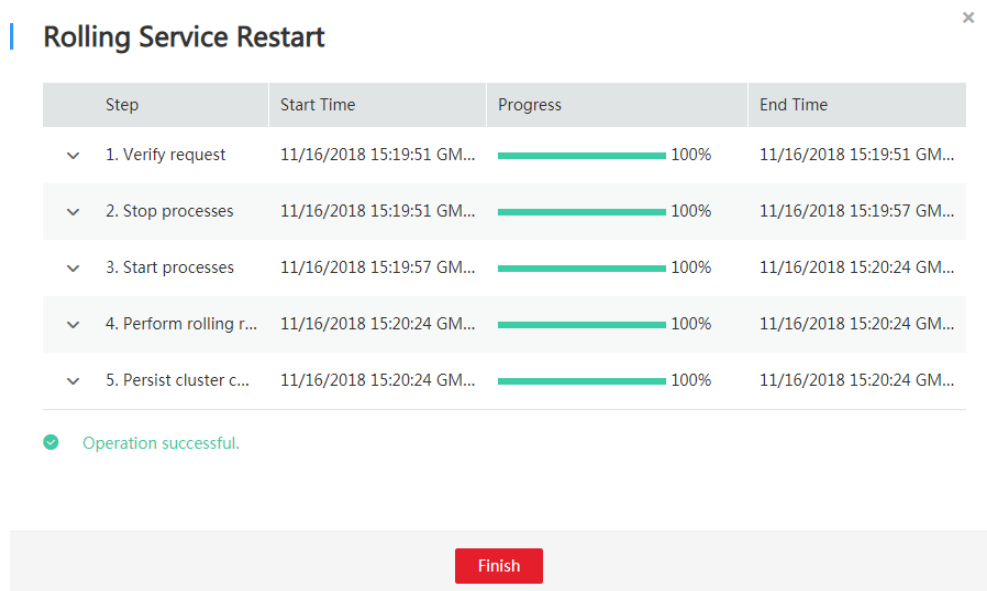 Rolling Service Restart
Step Start Time Progress End Time
1. Verify request 11/16/2018 15:19:51 GM... 100% 11/16/2018 15:19:51 GM...
2. Stop processes 11/16/2018 15:19:51 GM... 100% 11/16/2018 15:19:57 GM...
3. Start processes 11/16/2018 15:19:57 GM... 100% 11/16/2018 15:20:24 GM...
4. Perform rolling r... 11/16/2018 15:20:24 GM... 100% 11/16/2018 15:20:24 GM...
5. Persist cluster c... 11/16/2018 15:20:24 GM... 100% 11/16/2018 15:20:24 GM...
Operation successful.
Finish